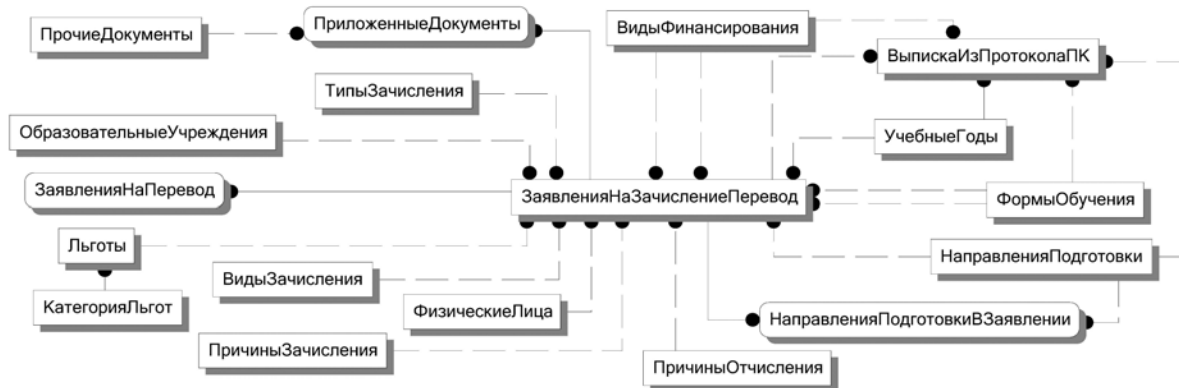 ПриложенныеДокументы
ВидыФинансирования
ПрочиеДокументы
ВыпискаИзПротоколаПК
ТипыЗачисления
ОбразовательныеУчреждения
УчебныеГоды
ЗаявленияНаПеревод
ЗаявленияНаЗачислениеПеревод
ФормыОбучения
Льготы
НаправленияПодготовки
ВидыЗачисления
КатегорияЛьгот
ФизическиеЛица
НаправленияПодготовкиВЗаявлении
ПричиныЗачисления
ПричиныОтчисления